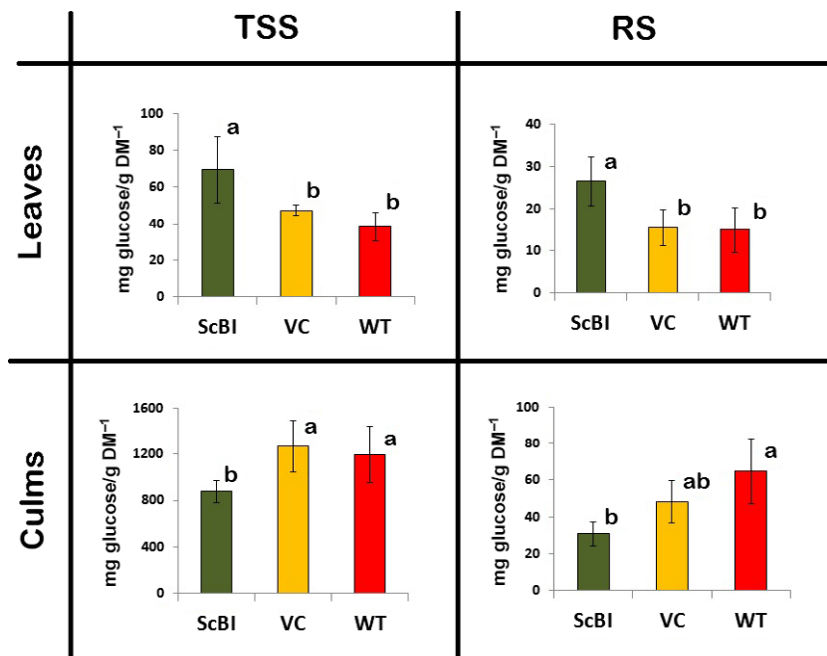 TSS
RS
Leaves
mg glucose/g DM⁻¹
100
80
60
40
20
0
a
b
b
ScBI
VC
WT
mg glucose/g DM⁻¹
40
30
20
10
0
a
b
b
ScBI
VC
WT
Culms
mg glucose/g DM⁻¹
1600
1200
800
400
0
b
a
a
ScBI
VC
WT
mg glucose/g DM⁻¹
100
80
60
40
20
0
b
ab
a
ScBI
VC
WT